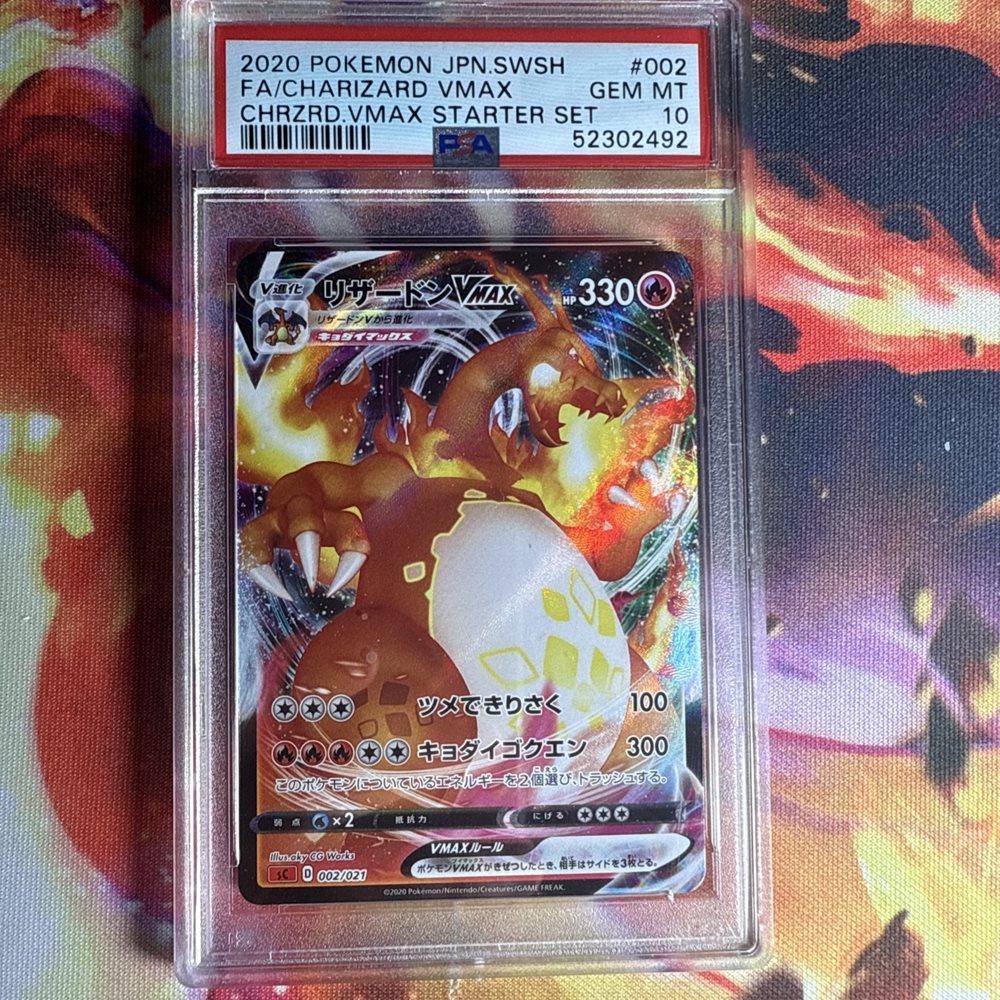 2020 POKEMON JPN.SWSH #002
FA/CHARIZARD VMAX GEM MT
CHRZRD.VMAX STARTER SET 10
PSA 52302492
V進化 リザードンVMAX HP330
リザードンVから進化
キョダイマックス
ツメできりさく 100
キョダイゴクエン 300
このポケモンについているエネルギーを2個選び、トラッシュする。
弱点 ×2 抵抗力 にげる
VMAXルール
ポケモンVMAXがきぜつしたとき、相手はサイドを3枚とる。
Illus.aky CG Works
sC D 002/021
©2020 Pokémon/Nintendo/Creatures/GAME FREAK.